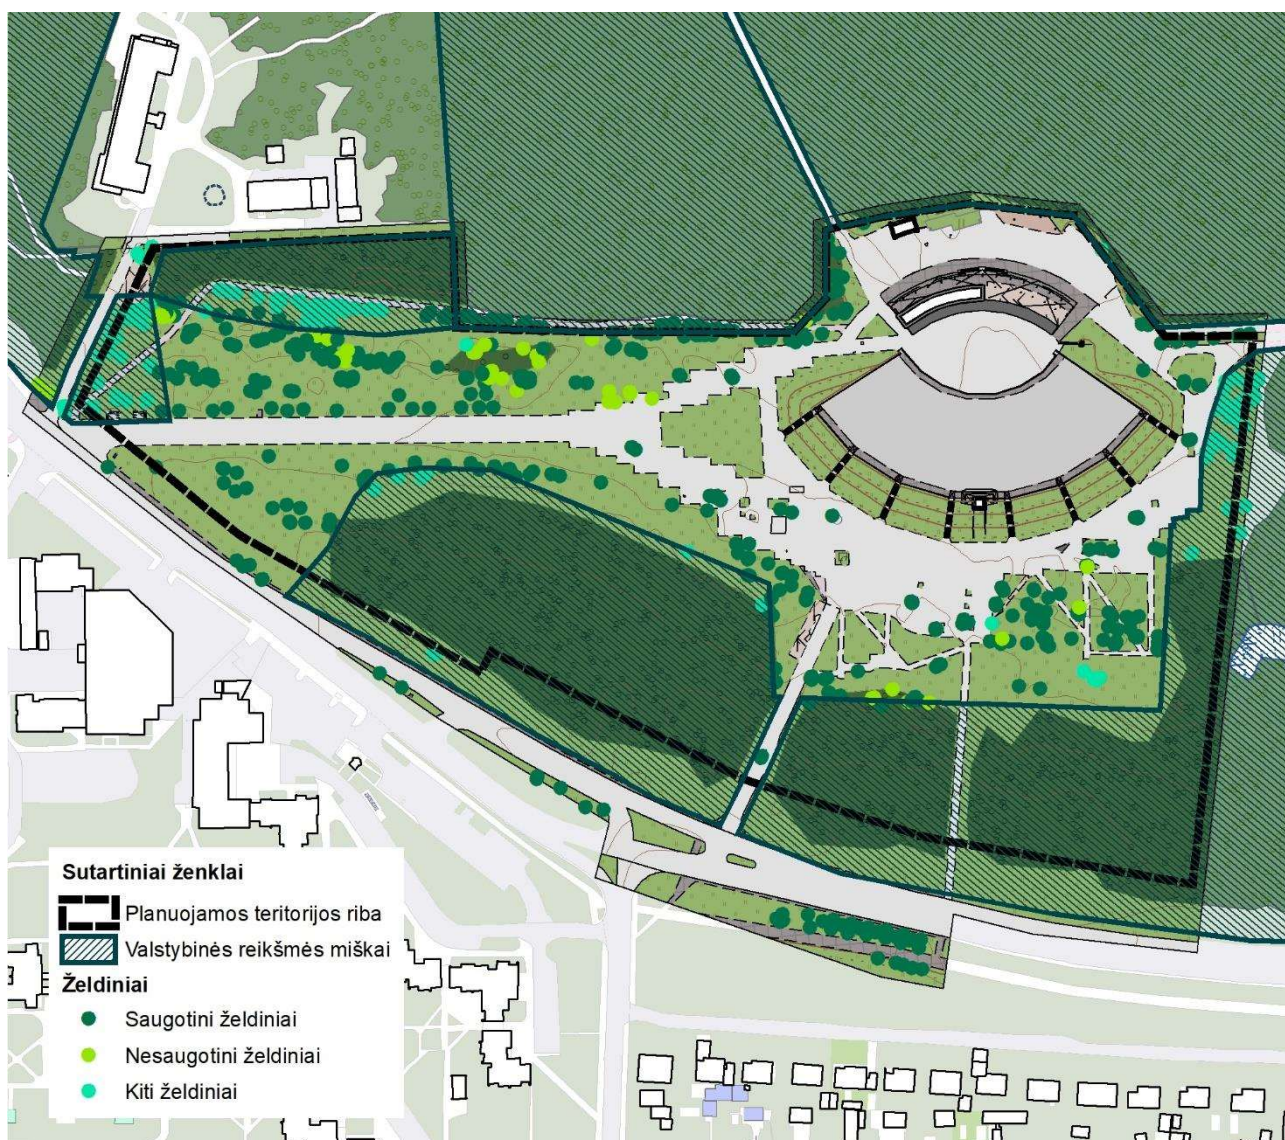 Sutartiniai ženklai
Planuojamos teritorijos riba
Valstybinės reikšmės miškai
Želdiniai
Saugotini želdiniai
Nesaugotini želdiniai
Kiti želdiniai